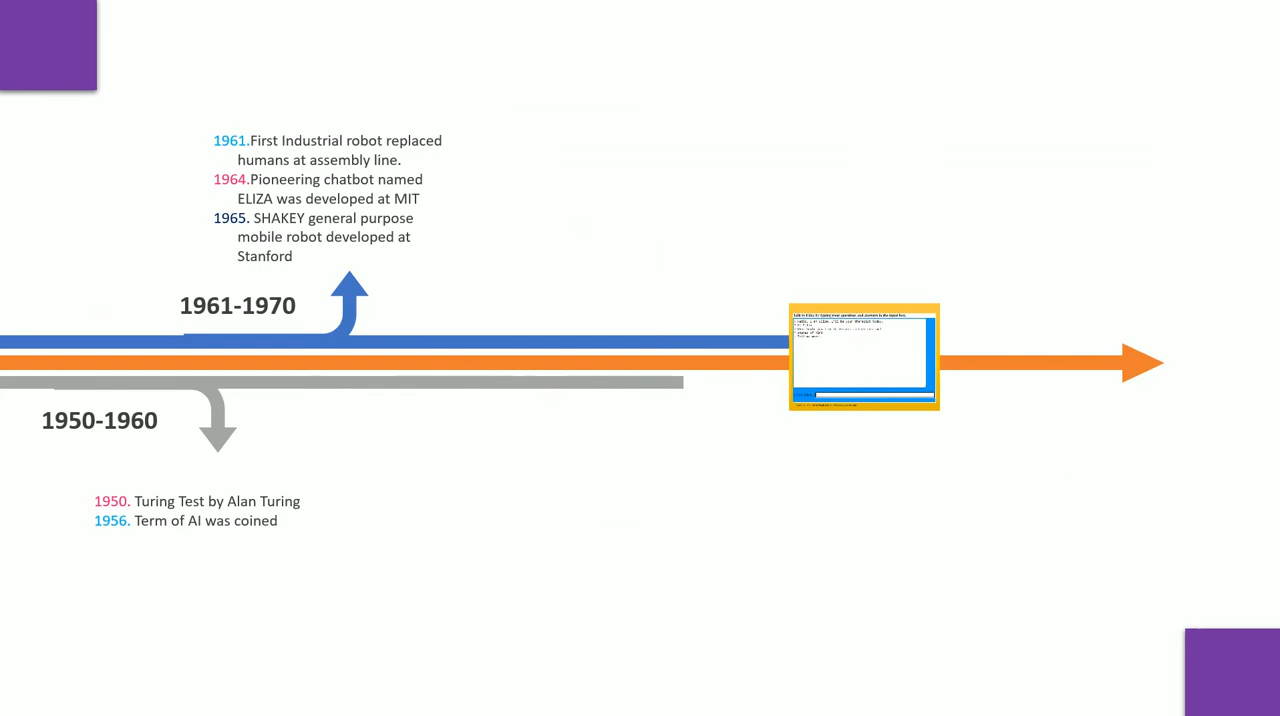 1961.First Industrial robot replaced
humans at assembly line.
1964.Pioneering chatbot named
ELIZA was developed at MIT
1965. SHAKEY general purpose
mobile robot developed at
Stanford
1961-1970
1950-1960
1950. Turing Test by Alan Turing
1956. Term of AI was coined